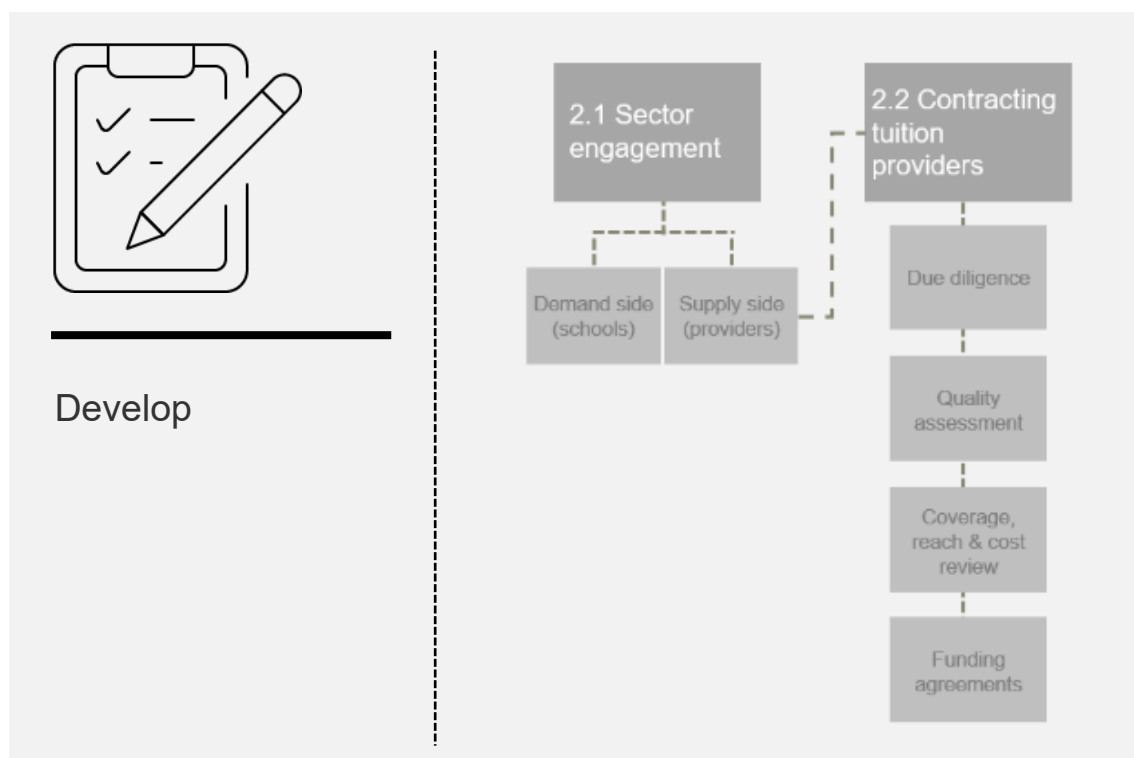 Develop
2.1 Sector
engagement
Demand side
(schools)
Supply side
(providers)
2.2 Contracting
tuition
providers
Due diligence
Quality
assessment
Coverage,
reach & cost
review
Funding
agreements